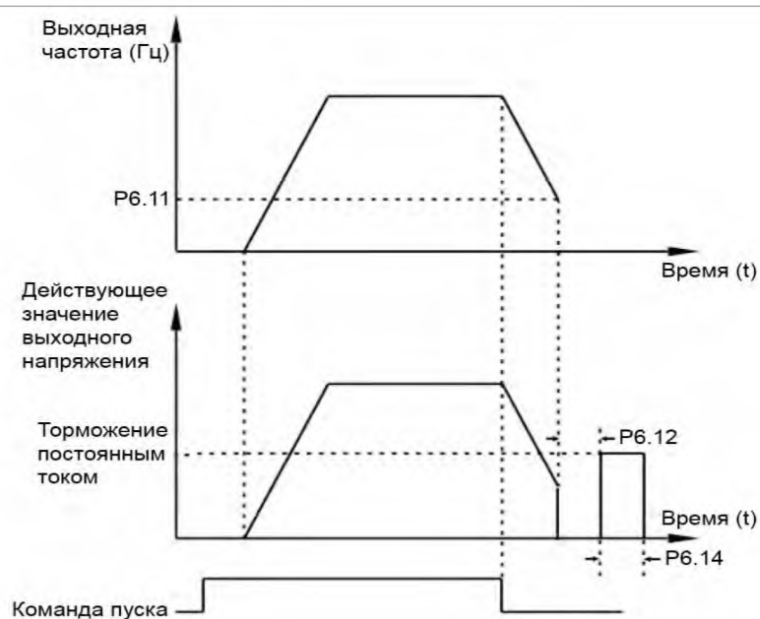 Выходная
частота (Гц)
P6.11
Время (t)
Действующее
значение
выходного
напряжения
Торможение
постоянным
током
P6.12
Время (t)
P6.14
Команда пуска